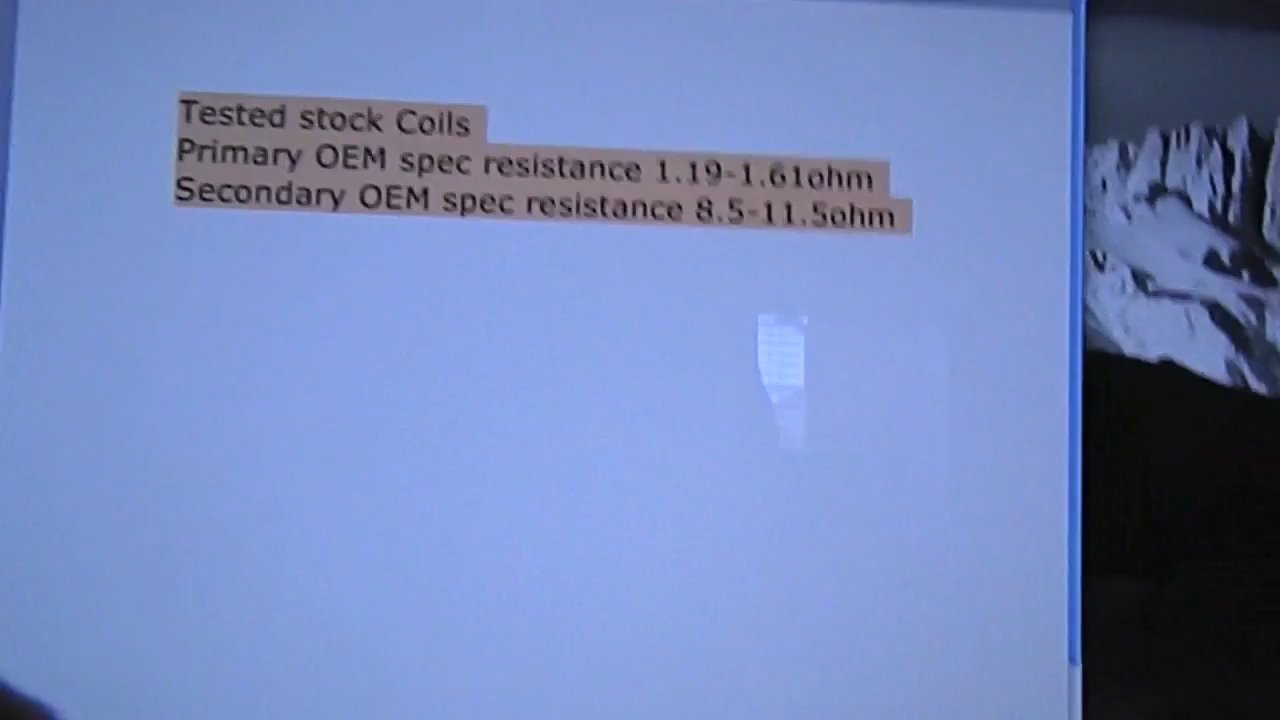 Tested stock Coils
Primary OEM spec resistance 1.19-1.61ohm
Secondary OEM spec resistance 8.5-11.5ohm